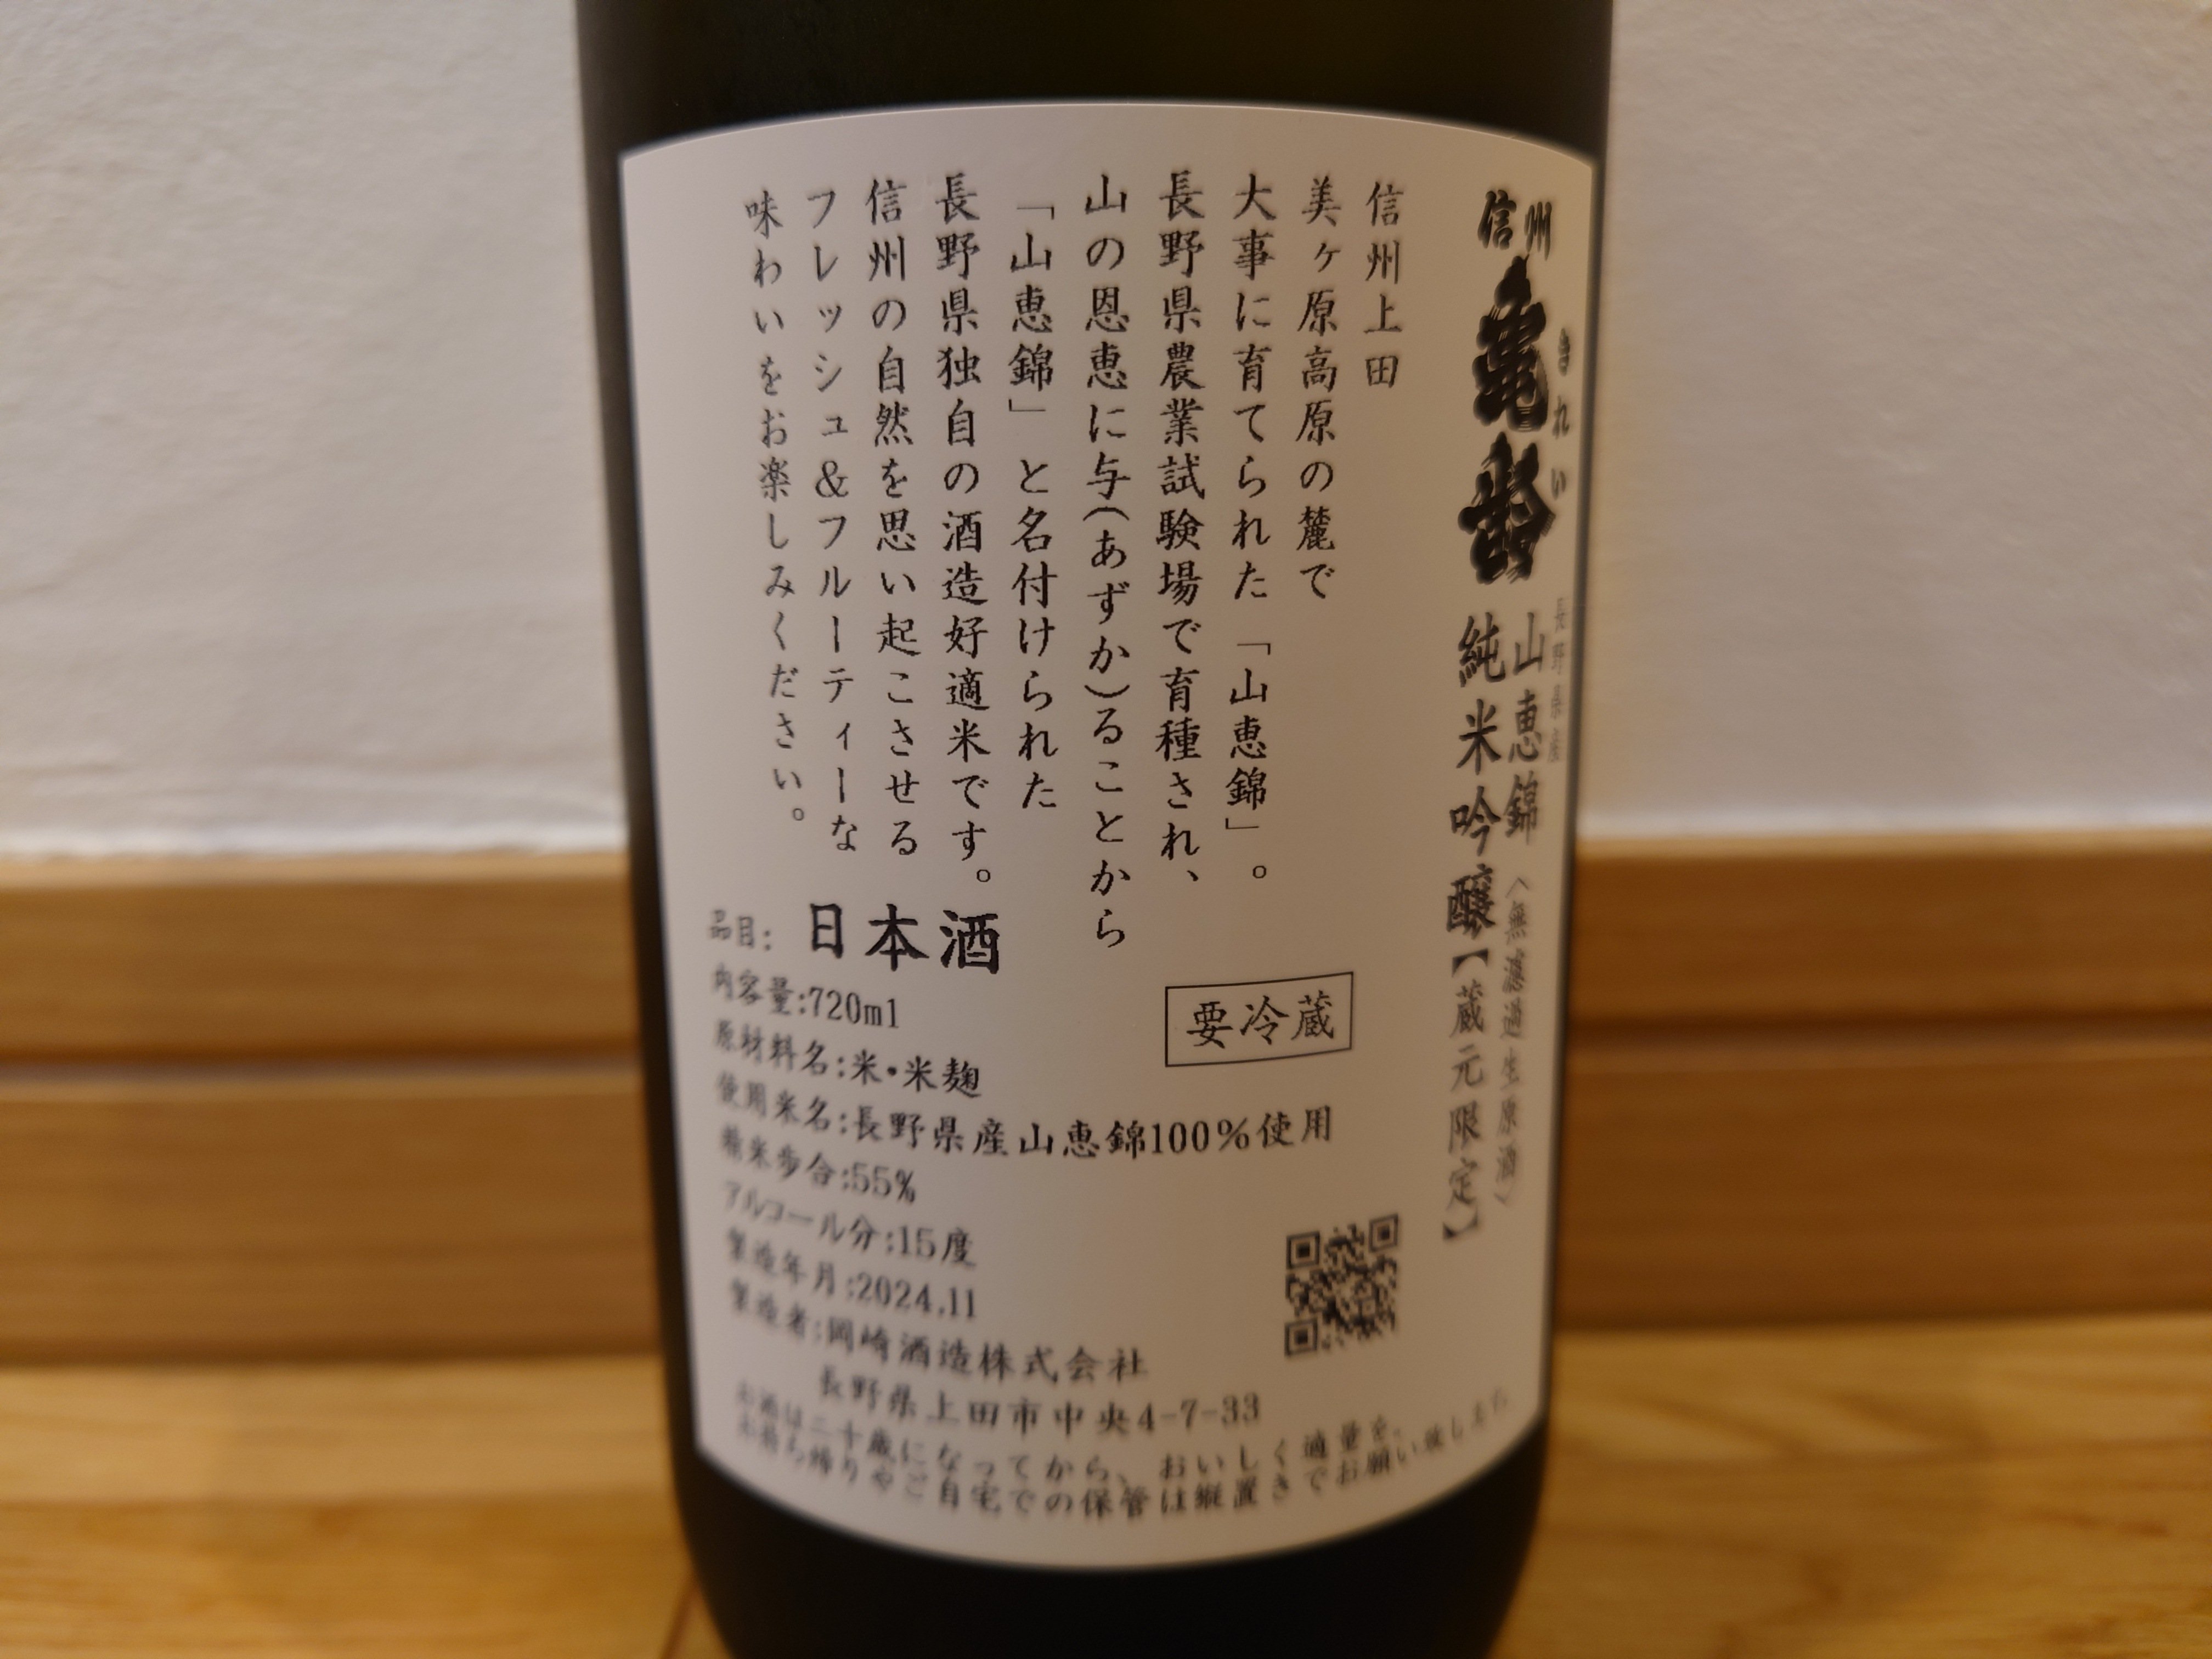 信州
亀齢
きれい
長野県産
山恵錦
純米吟醸
〈無濾過生原酒〉
【蔵元限定】
信州上田
美ヶ原高原の麓で
大事に育てられた「山恵錦」。
長野県農業試験場で育種され、
山の恩恵に与(あずか)ることから
「山恵錦」と名付けられた
長野県独自の酒造好適米です。
信州の自然を思い起こさせる
フレッシュ&フルーティーな
味わいをお楽しみください。
要冷蔵
品目:日本酒
内容量:720ml
原材料名:米・米麹
使用米名:長野県産山恵錦100%使用
精米歩合:55%
アルコール分:15度
製造年月:2024.11
製造者:岡崎酒造株式会社
長野県上田市中央4-7-33
お酒は二十歳になってから、おいしく適量を。
お持ち帰りやご自宅での保管は縦置きでお願い致します。